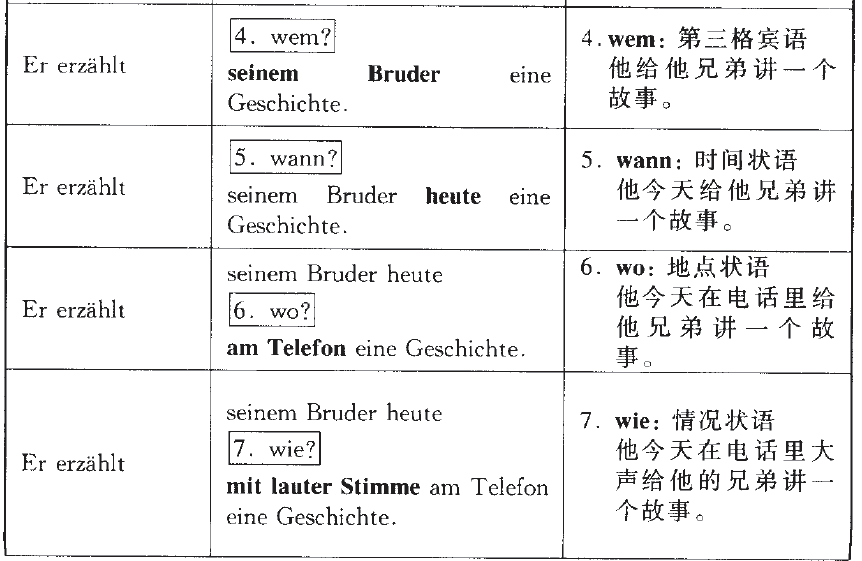 Er erzählt
4. wem?
seinem Bruder eine
Geschichte.
4. wem: 第三格宾语
他给他兄弟讲一个
故事。
Er erzählt
5. wann?
seinem Bruder heute eine
Geschichte.
5. wann: 时间状语
他今天给他兄弟讲
一个故事。
Er erzählt
seinem Bruder heute
6. wo?
am Telefon eine Geschichte.
6. wo: 地点状语
他今天在电话里给
他兄弟讲一个故
事。
Er erzählt
seinem Bruder heute
7. wie?
mit lauter Stimme am Telefon
eine Geschichte.
7. wie: 情况状语
他今天在电话里大
声给他的兄弟讲一
个故事。